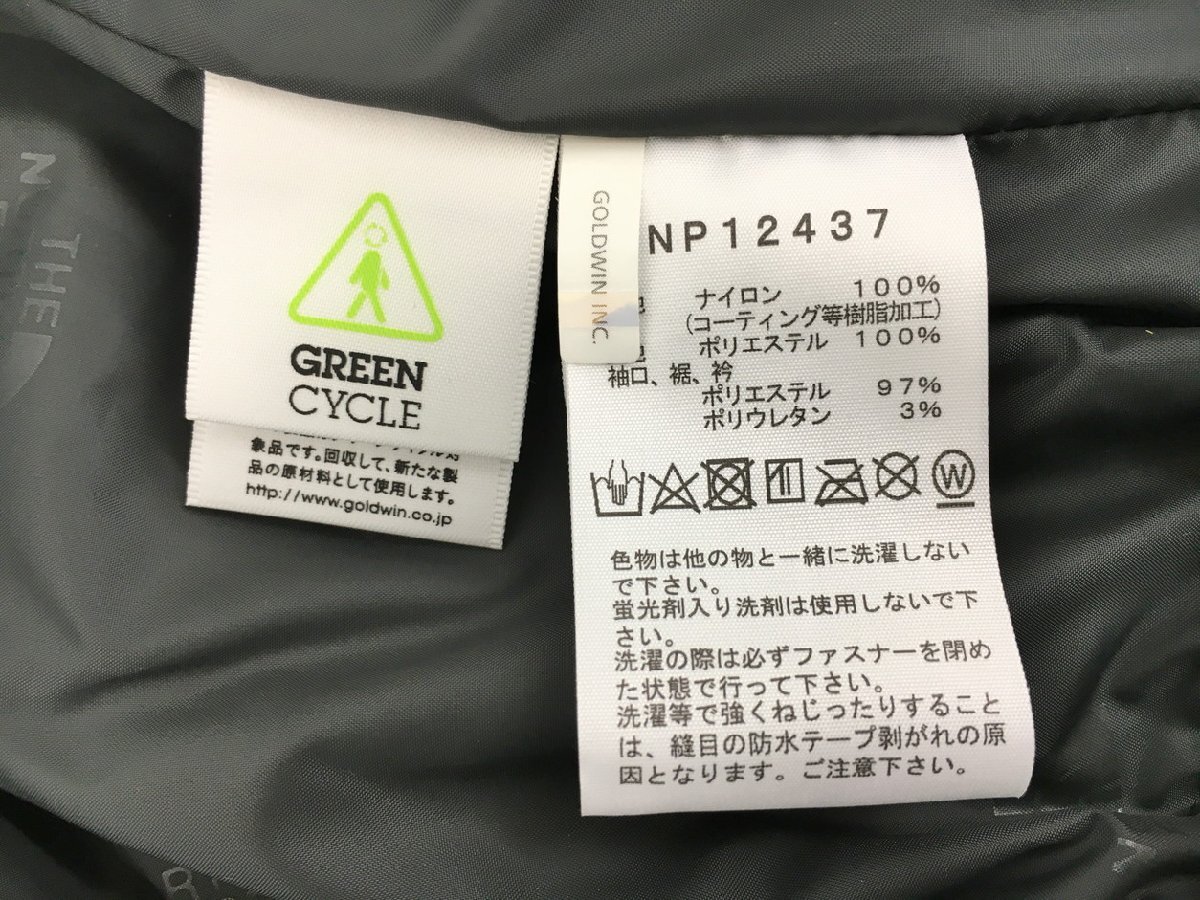 GREEN
CYCLE
象品です。回収して、新たな製
品の原材料として使用します。
http://www.goldwin.co.jp
GOLDWIN INC.
NP12437
ナイロン 100%
(コーティング等樹脂加工)
ポリエステル 100%
袖口、裾、衿
ポリエステル 97%
ポリウレタン 3%
W
色物は他の物と一緒に洗濯しない
で下さい。
蛍光剤入り洗剤は使用しないで下
さい。
洗濯の際は必ずファスナーを閉め
た状態で行って下さい。
洗濯等で強くねじったりすること
は、縫目の防水テープ剥がれの原
因となります。ご注意下さい。
THE
N
R